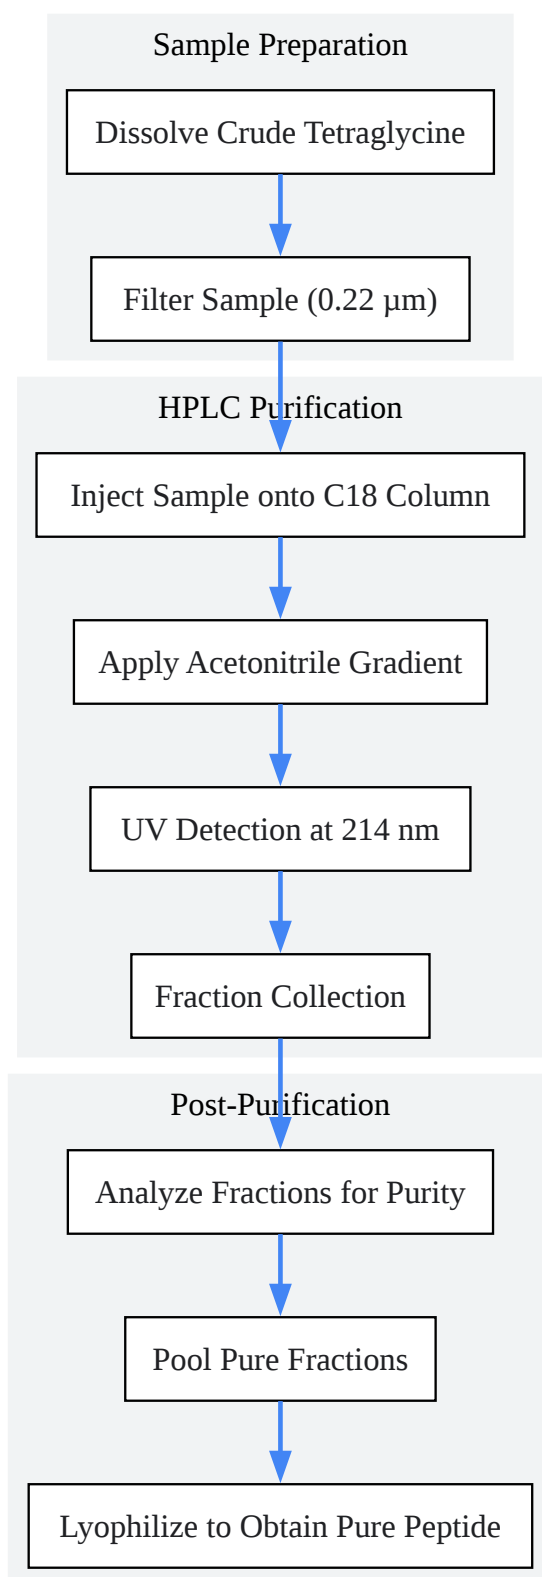 Sample Preparation
Dissolve Crude Tetraglycine
Filter Sample (0.22 µm)
HPLC Purification
Inject Sample onto C18 Column
Apply Acetonitrile Gradient
UV Detection at 214 nm
Fraction Collection
Post-Purification
Analyze Fractions for Purity
Pool Pure Fractions
Lyophilize to Obtain Pure Peptide